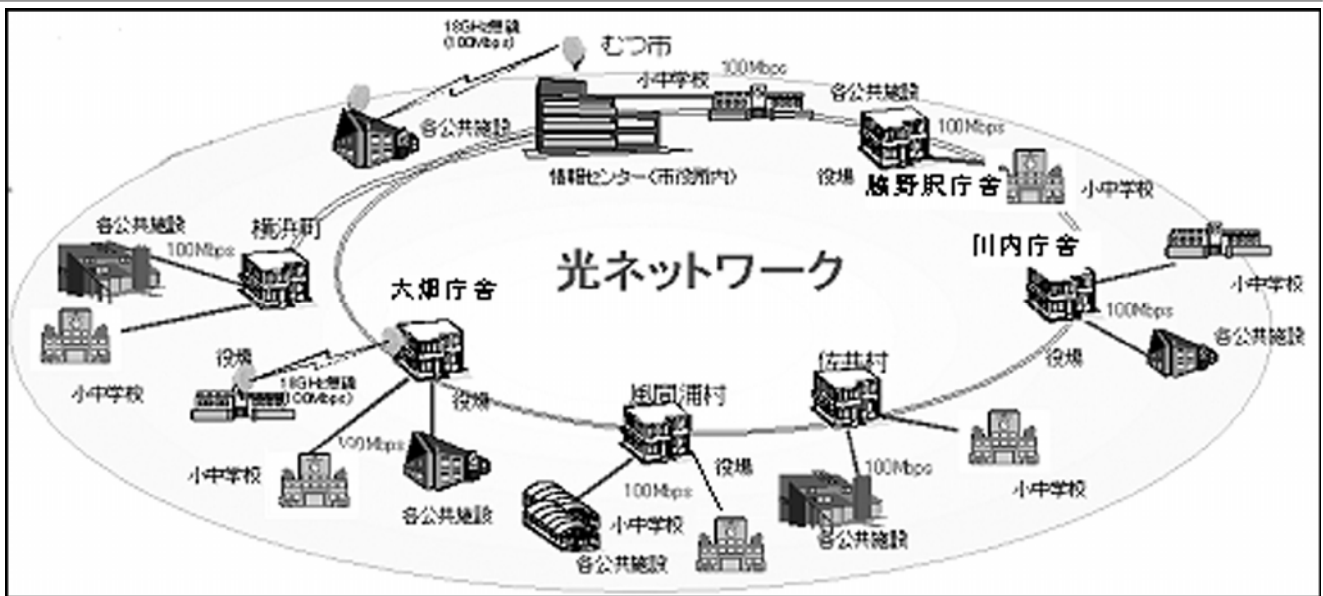 18GHz無線
(100Mbps)
むつ市
小中学校
100Mbps
各公共施設
各公共施設
100Mbps
情報センター(市役所内)
役場
脇野沢庁舎
小中学校
各公共施設
横浜町
100Mbps
光ネットワーク
川内庁舎
小中学校
大畑庁舎
100Mbps
各公共施設
役場
小中学校
役場
18GHz無線
(100Mbps)
役場
風間浦村
佐井村
100Mbps
小中学校
各公共施設
役場
100Mbps
小中学校
100Mbps
小中学校
各公共施設
各公共施設